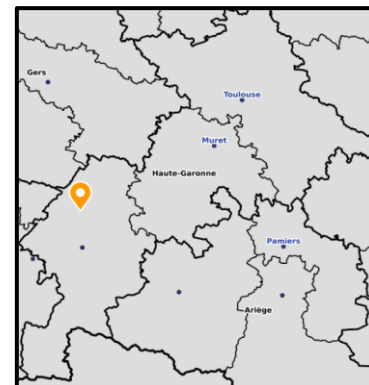 Gers
Toulouse
Muret
Haute-Garonne
Pamiers
Ariège